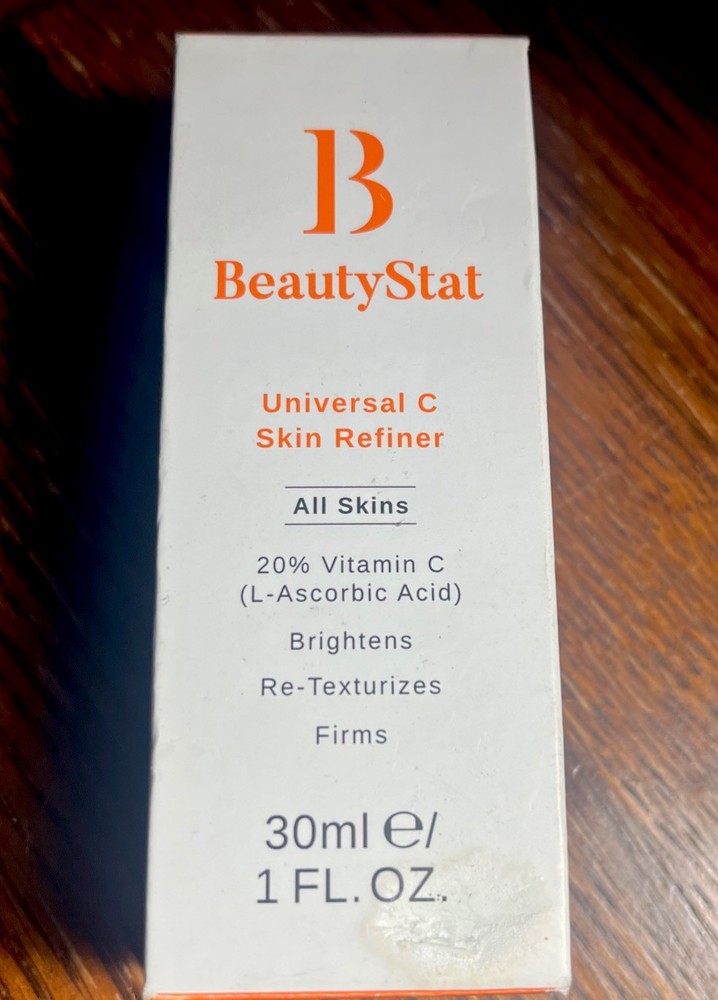 B
BeautyStat
Universal C
Skin Refiner
All Skins
20% Vitamin C
(L-Ascorbic Acid)
Brightens
Re-Texturizes
Firms
30ml ℮/
1 FL. OZ.